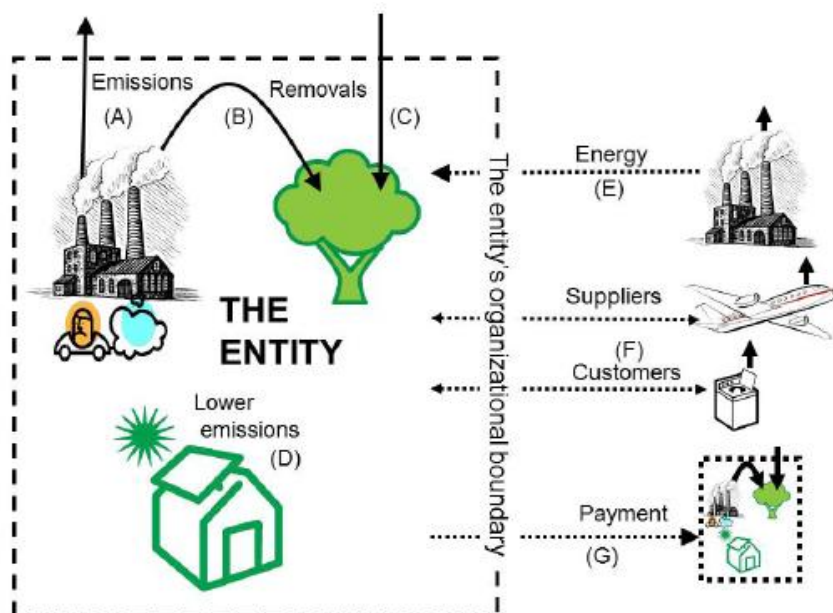 Emissions
(A)
(B)
Removals
(C)
THE
ENTITY
Lower
emissions
(D)
The entity's organizational boundary
Energy
(E)
Suppliers
(F)
Customers
Payment
(G)